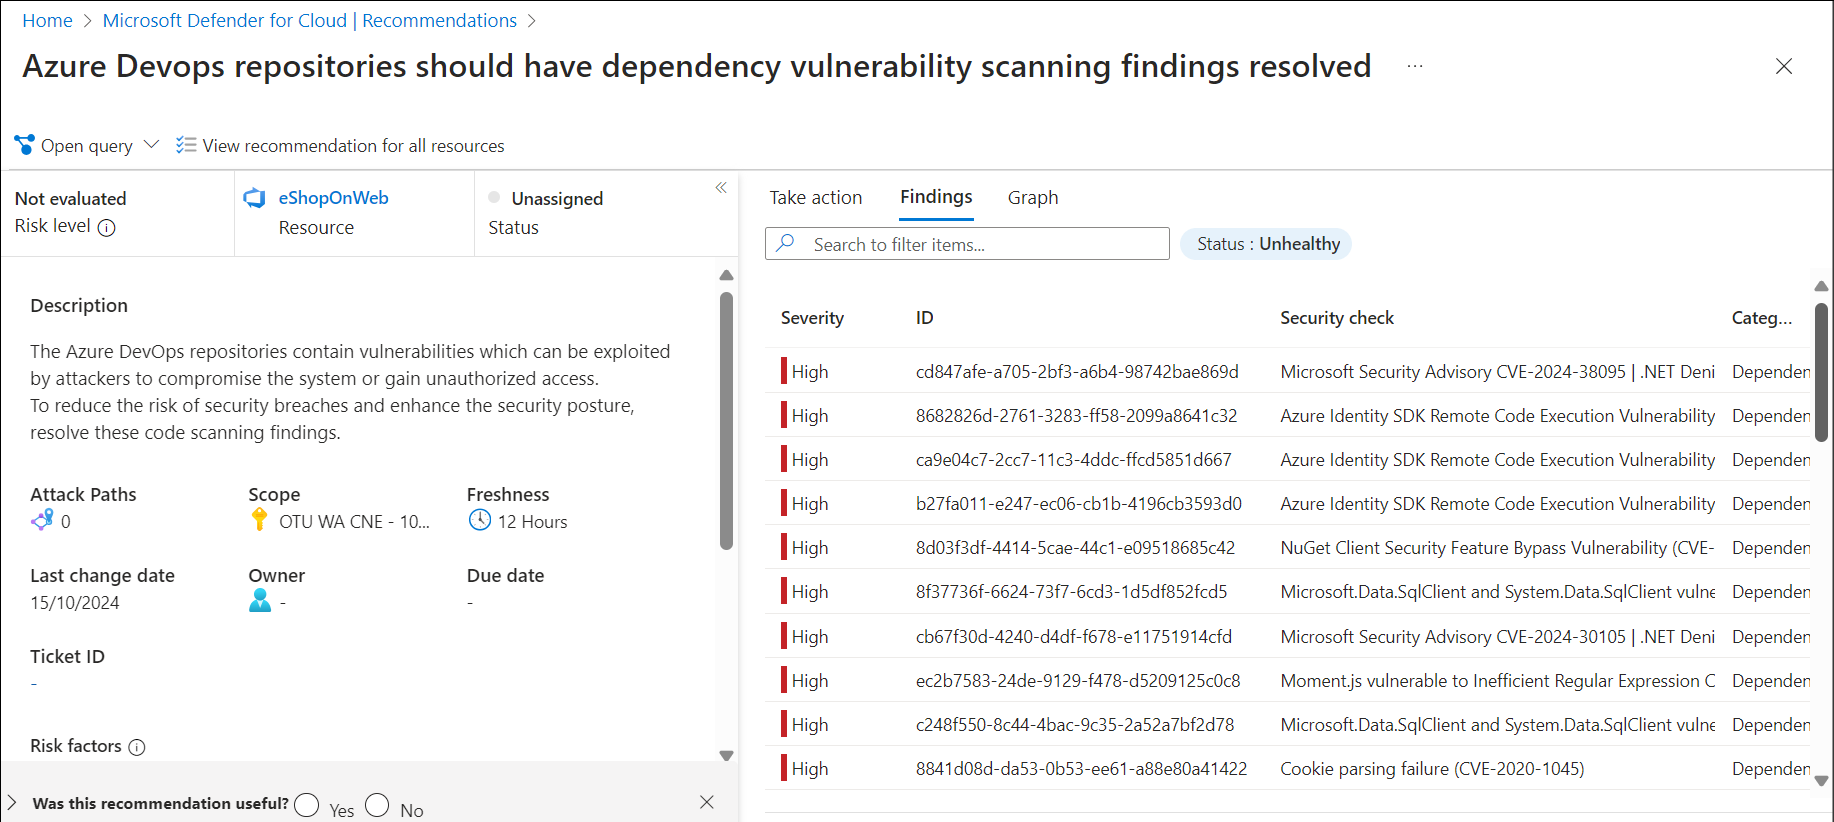 Home > Microsoft Defender for Cloud | Recommendations >
Azure Devops repositories should have dependency vulnerability scanning findings resolved ...
Open query View recommendation for all resources
Not evaluated
Risk level
eShopOnWeb
Resource
Unassigned
Status
Description
The Azure DevOps repositories contain vulnerabilities which can be exploited
by attackers to compromise the system or gain unauthorized access.
To reduce the risk of security breaches and enhance the security posture,
resolve these code scanning findings.
Attack Paths Scope Freshness
0 OTU WA CNE - 10... 12 Hours
Last change date Owner Due date
15/10/2024 - -
Ticket ID
-
Risk factors
Was this recommendation useful? Yes No
Take action Findings Graph
Search to filter items... Status : Unhealthy
Severity ID Security check Categ...
High cd847afe-a705-2bf3-a6b4-98742bae869d Microsoft Security Advisory CVE-2024-38095 | .NET Deni Dependen
High 8682826d-2761-3283-ff58-2099a8641c32 Azure Identity SDK Remote Code Execution Vulnerability Dependen
High ca9e04c7-2cc7-11c3-4ddc-ffcd5851d667 Azure Identity SDK Remote Code Execution Vulnerability Dependen
High b27fa011-e247-ec06-cb1b-4196cb3593d0 Azure Identity SDK Remote Code Execution Vulnerability Dependen
High 8d03f3df-4414-5cae-44c1-e09518685c42 NuGet Client Security Feature Bypass Vulnerability (CVE- Dependen
High 8f37736f-6624-73f7-6cd3-1d5df852fcd5 Microsoft.Data.SqlClient and System.Data.SqlClient vulne Dependen
High cb67f30d-4240-d4df-f678-e11751914cfd Microsoft Security Advisory CVE-2024-30105 | .NET Deni Dependen
High ec2b7583-24de-9129-f478-d5209125c0c8 Moment.js vulnerable to Inefficient Regular Expression C Dependen
High c248f550-8c44-4bac-9c35-2a52a7bf2d78 Microsoft.Data.SqlClient and System.Data.SqlClient vulne Dependen
High 8841d08d-da53-0b53-ee61-a88e80a41422 Cookie parsing failure (CVE-2020-1045) Dependen